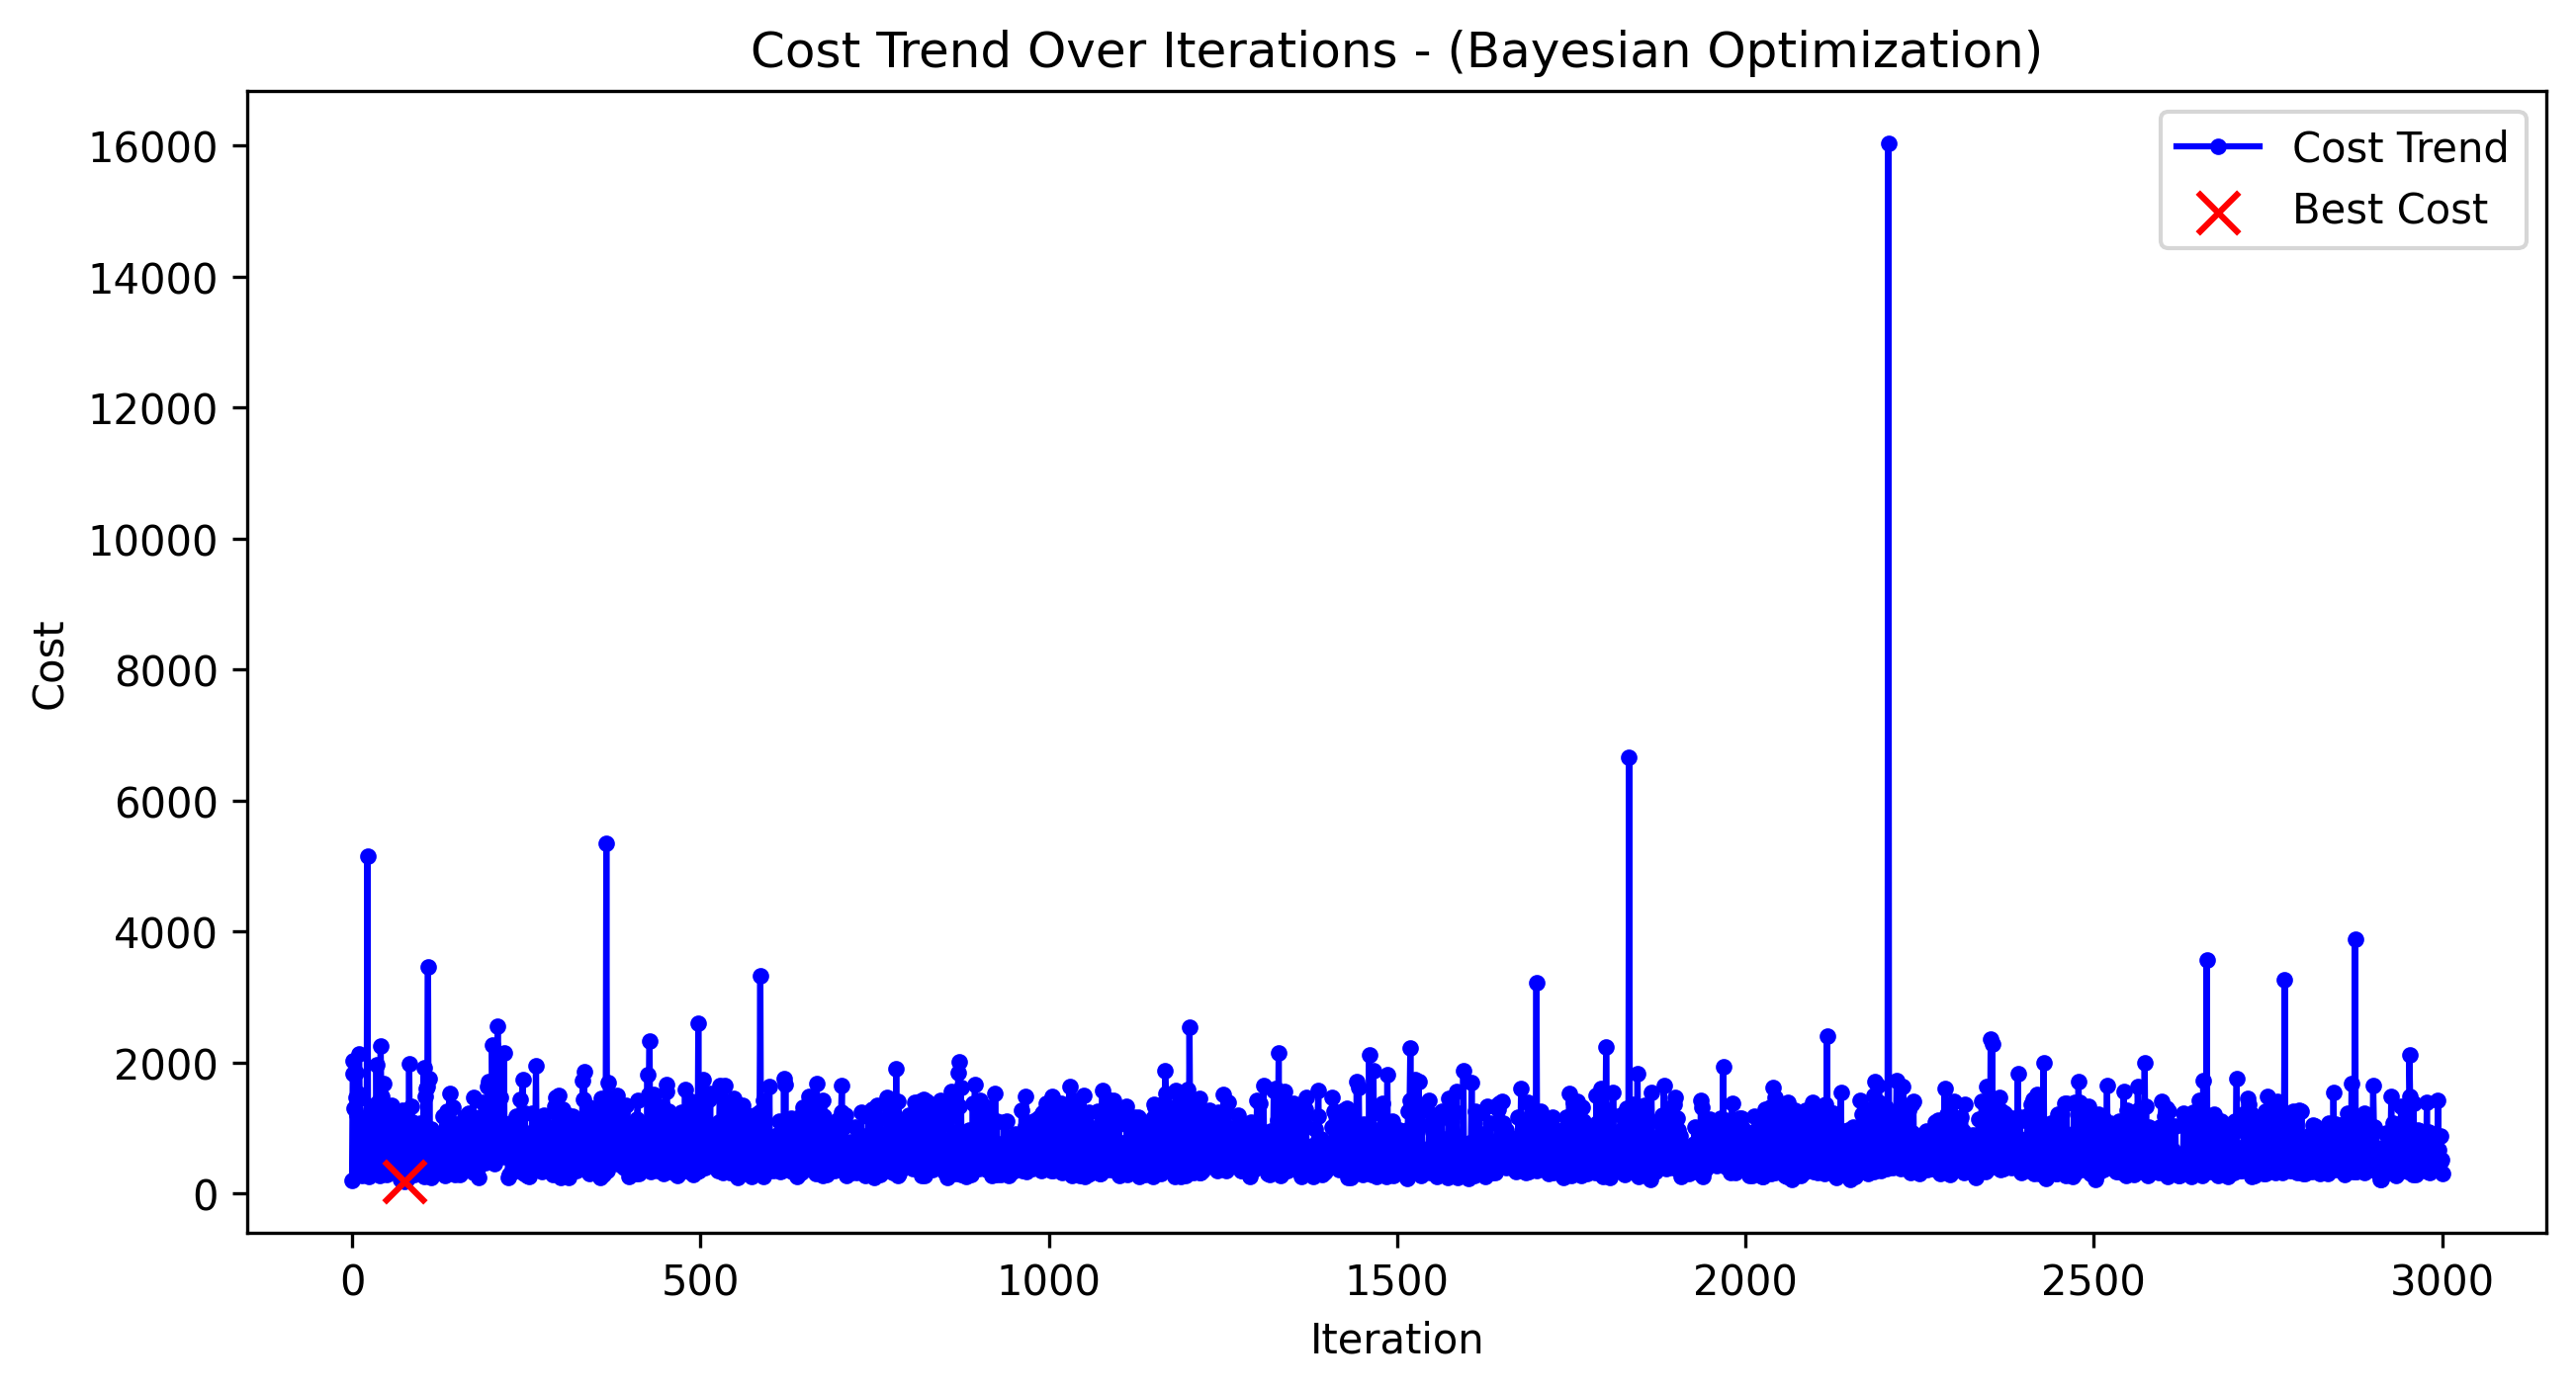 Cost Trend Over Iterations - (Bayesian Optimization)
Cost Trend
Best Cost
16000
14000
12000
10000
8000
6000
4000
2000
0
Cost
0 500 1000 1500 2000 2500 3000
Iteration